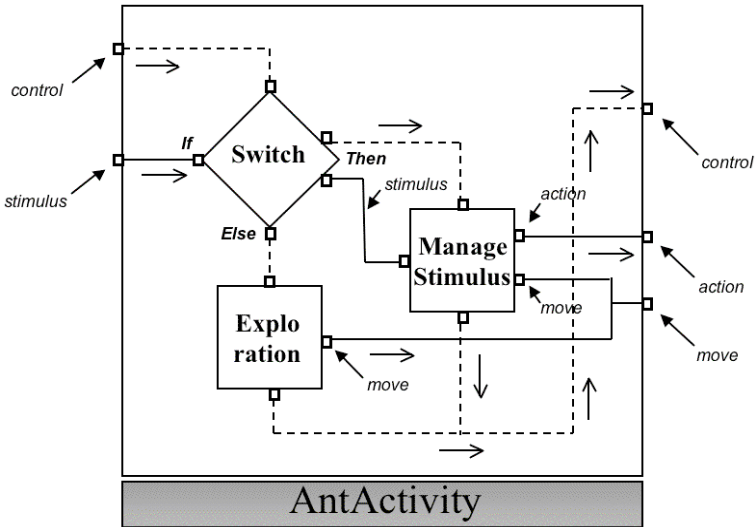 control
If
Switch
Then
stimulus
stimulus
control
Else
action
Manage
Stimulus
action
move
Explo
ration
move
move
AntActivity